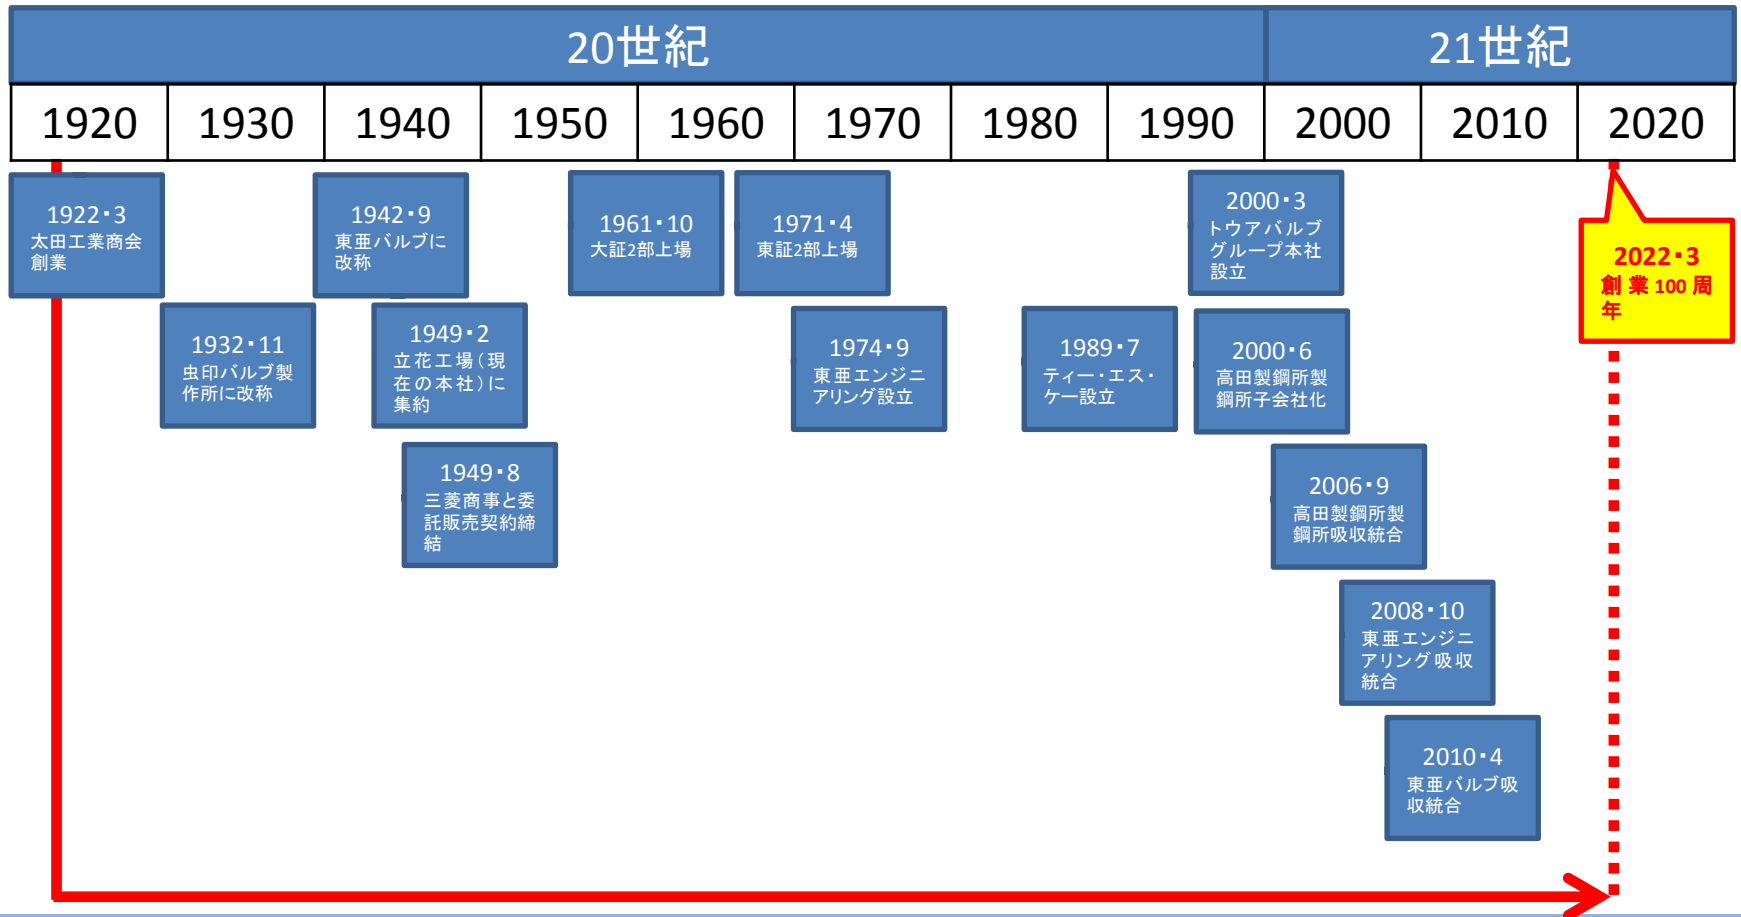 20世紀
21世紀
1920
1930
1940
1950
1960
1970
1980
1990
2000
2010
2020
1922・3
太田工業商会
創業
1942・9
東亜バルブに
改称
1961・10
大証2部上場
1971・4
東証2部上場
2000・3
トウアバルブ
グループ本社
設立
2022・3
創業100周
年
1932・11
虫印バルブ製
作所に改称
1949・2
立花工場(現
在の本社)に
集約
1974・9
東亜エンジニ
アリング設立
1989・7
ティー・エス・
ケー設立
2000・6
高田製鋼所製
鋼所子会社化
1949・8
三菱商事と委
託販売契約締
結
2006・9
高田製鋼所製
鋼所吸収統合
2008・10
東亜エンジニ
アリング吸収
統合
2010・4
東亜バルブ吸
収統合